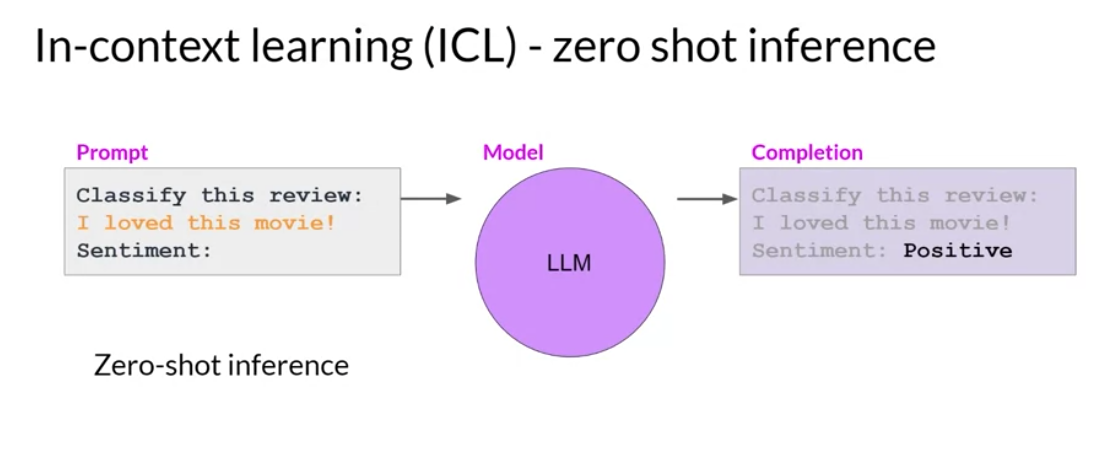 In-context learning (ICL) - zero shot inference
Prompt
Classify this review:
I loved this movie!
Sentiment:
Model
LLM
Completion
Classify this review:
I loved this movie!
Sentiment: Positive
Zero-shot inference